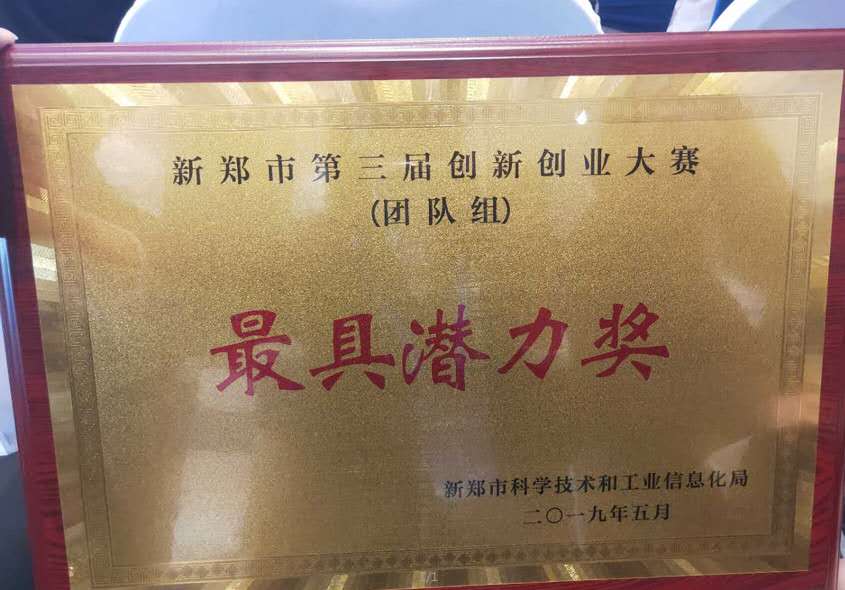 新郑市第三届创新创业大赛
(团队组)
最具潜力奖
新郑市科学技术和工业信息化局
二〇一九年五月
/1